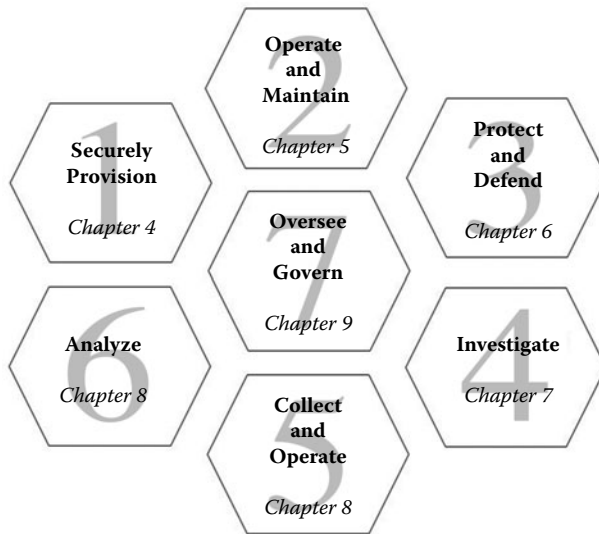 1
Securely
Provision
Chapter 4
2
Operate
and
Maintain
Chapter 5
3
Protect
and
Defend
Chapter 6
7
Oversee
and
Govern
Chapter 9
6
Analyze
Chapter 8
4
Investigate
Chapter 7
5
Collect
and
Operate
Chapter 8